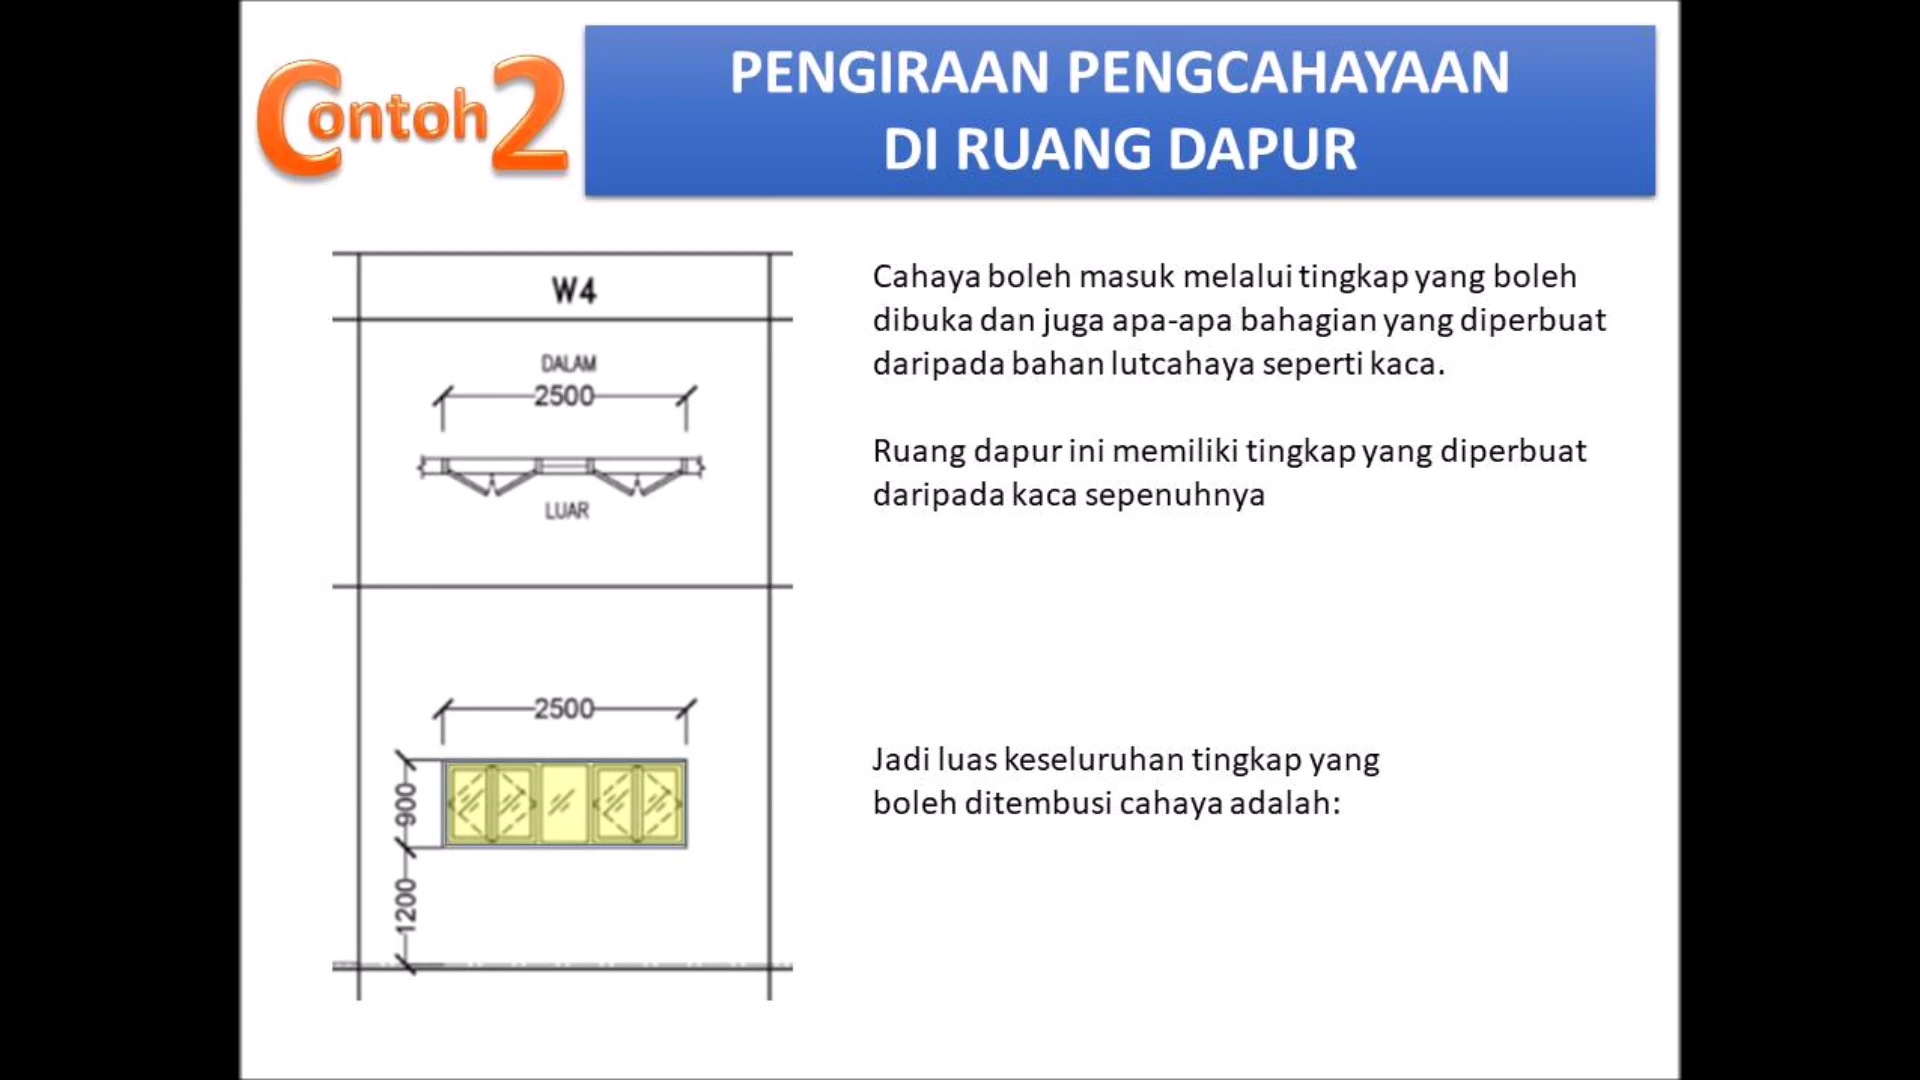 Contoh 2
PENGIRAAN PENGCAHAYAAN
DI RUANG DAPUR
W4
DALAM
2500
LUAR
2500
900
1200
Cahaya boleh masuk melalui tingkap yang boleh
dibuka dan juga apa-apa bahagian yang diperbuat
daripada bahan lutcahaya seperti kaca.
Ruang dapur ini memiliki tingkap yang diperbuat
daripada kaca sepenuhnya
Jadi luas keseluruhan tingkap yang
boleh ditembusi cahaya adalah: